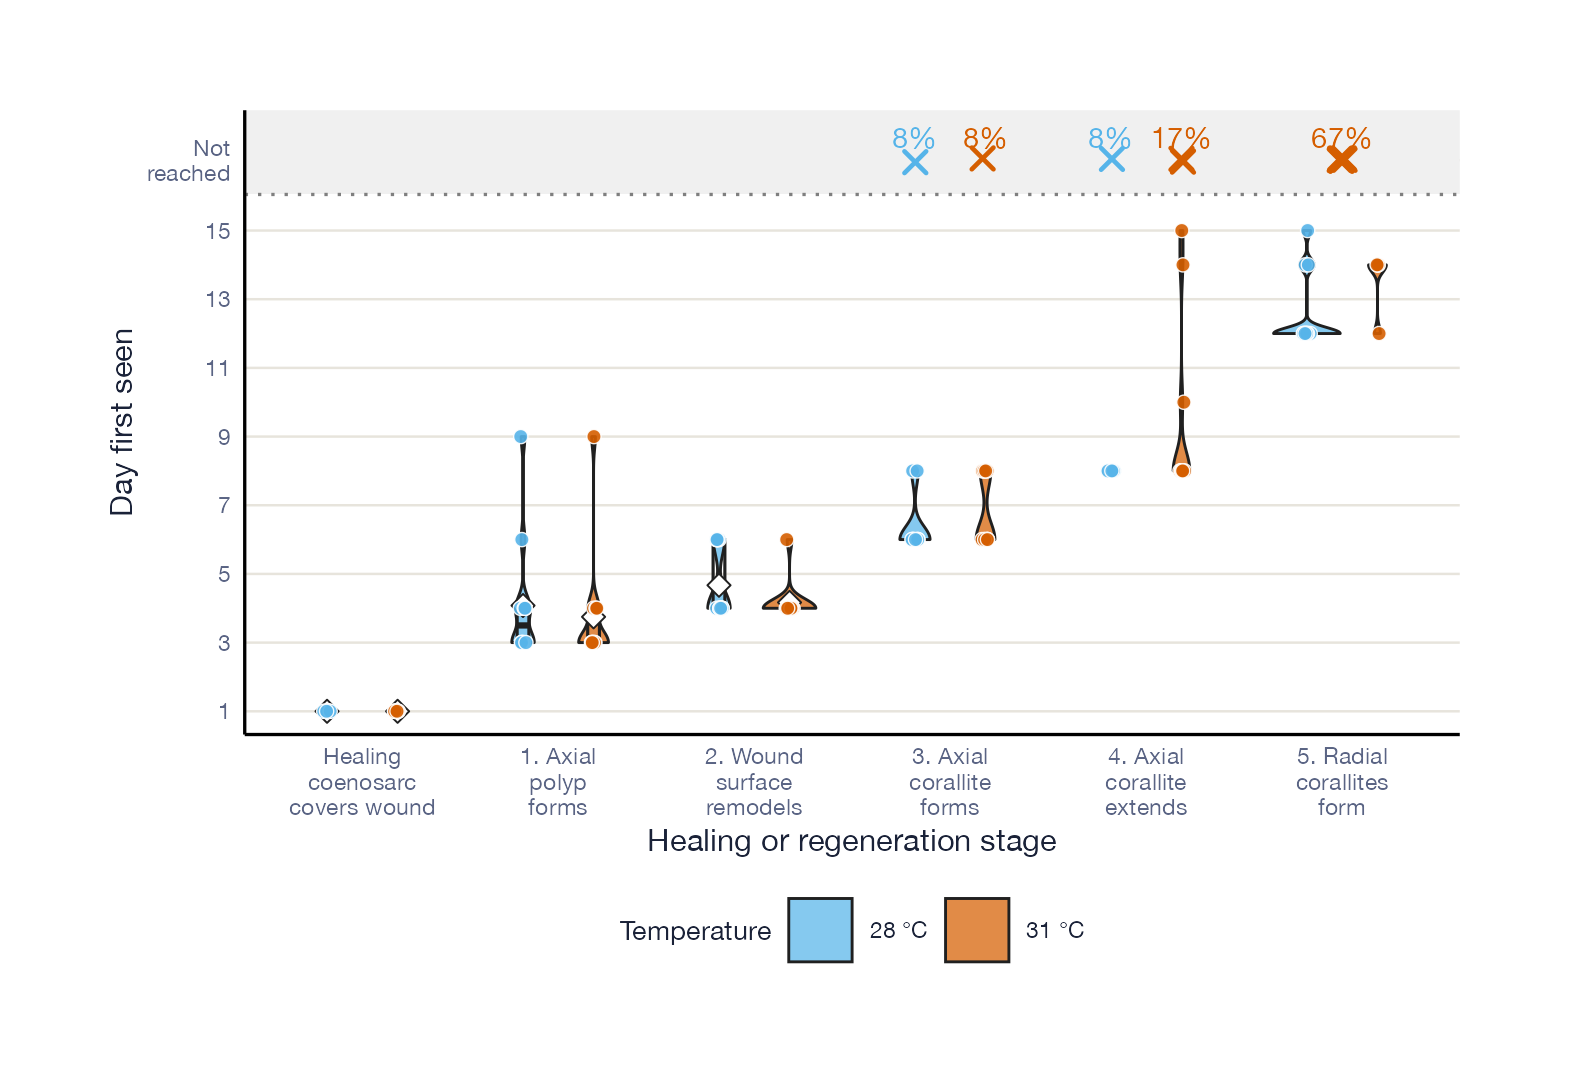 Not
reached
8% 8% 8% 17% 67%
15
13
11
9
7
5
3
1
Day first seen
Healing
coenosarc
covers wound
1. Axial
polyp
forms
2. Wound
surface
remodels
3. Axial
corallite
forms
4. Axial
corallite
extends
5. Radial
corallites
form
Healing or regeneration stage
Temperature 28 °C 31 °C